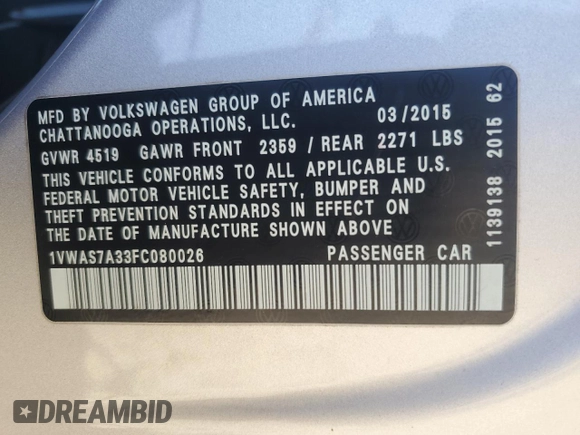 MFD BY VOLKSWAGEN GROUP OF AMERICA
CHATTANOOGA OPERATIONS, LLC. 03/2015
GVWR 4519 GAWR FRONT 2359 / REAR 2271 LBS
THIS VEHICLE CONFORMS TO ALL APPLICABLE U.S.
FEDERAL MOTOR VEHICLE SAFETY, BUMPER AND
THEFT PREVENTION STANDARDS IN EFFECT ON
THE DATE OF MANUFACTURE SHOWN ABOVE
1VWAS7A33FC080026 PASSENGER CAR
1139138 2015 62
DREAMBID